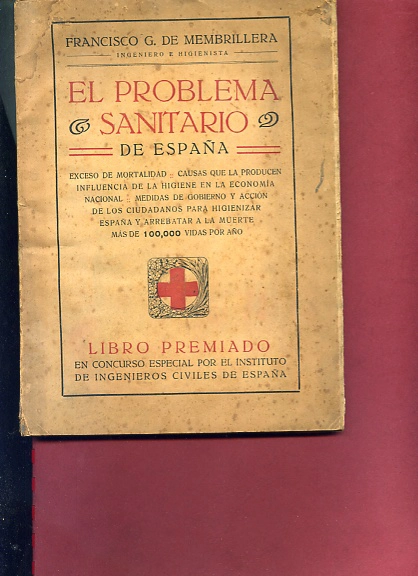 FRANCISCO G. DE MEMBRILLERA
INGENIERO E HIGIENISTA
EL PROBLEMA
SANITARIO
DE ESPAÑA
EXCESO DE MORTALIDAD :: CAUSAS QUE LA PRODUCEN
INFLUENCIA DE LA HIGIENE EN LA ECONOMÍA
NACIONAL :: MEDIDAS DE GOBIERNO Y ACCIÓN
DE LOS CIUDADANOS PARA HIGIENIZAR
ESPAÑA Y ARREBATAR A LA MUERTE
MÁS DE 100,000 VIDAS POR AÑO
LIBRO PREMIADO
EN CONCURSO ESPECIAL POR EL INSTITUTO
DE INGENIEROS CIVILES DE ESPAÑA